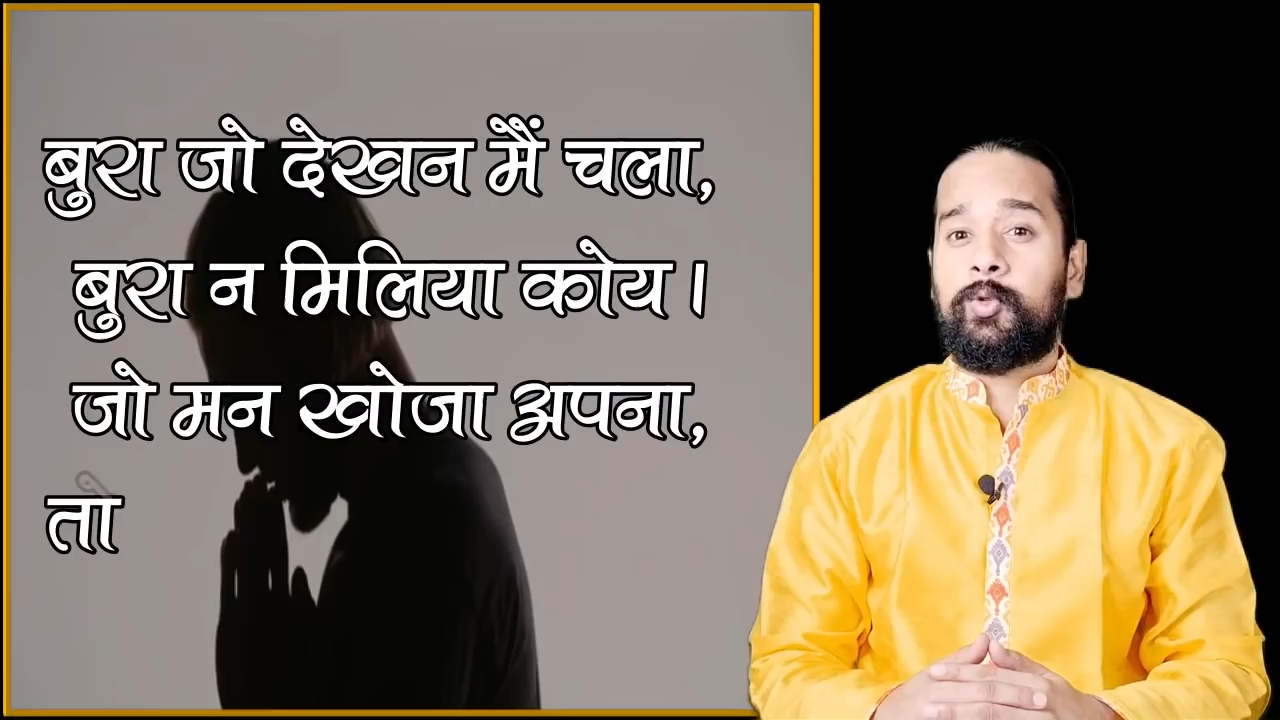 बुरा जो देखन मैं चला,
बुरा न मिलिया कोय।
जो मन खोजा अपना,
ता